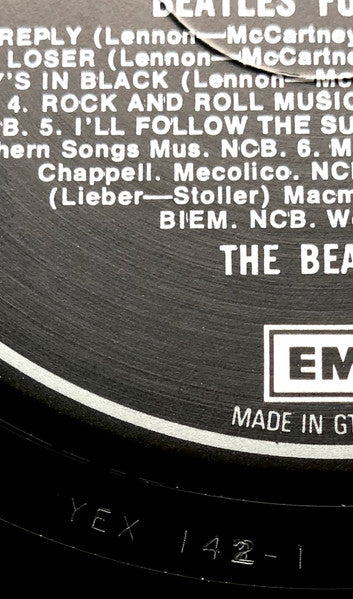 BEATLES FO
REPLY (Lennon—McCartney
LOSER (Lennon—McCartne
Y'S IN BLACK (Lennon—McC
4. ROCK AND ROLL MUSIC
B. 5. I'LL FOLLOW THE SU
hern Songs Mus. NCB. 6. M
Chappell. Mecolico. NC
(Lieber—Stoller) Macm
BIEM. NCB. W
THE BEA
EM
MADE IN GT
YEX 142-1